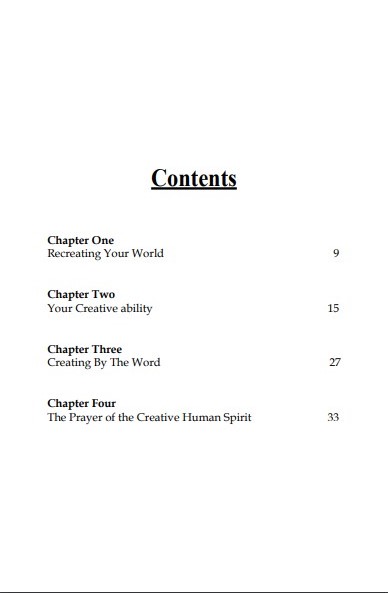 Contents
Chapter One
Recreating Your World 9
Chapter Two
Your Creative ability 15
Chapter Three
Creating By The Word 27
Chapter Four
The Prayer of the Creative Human Spirit 33